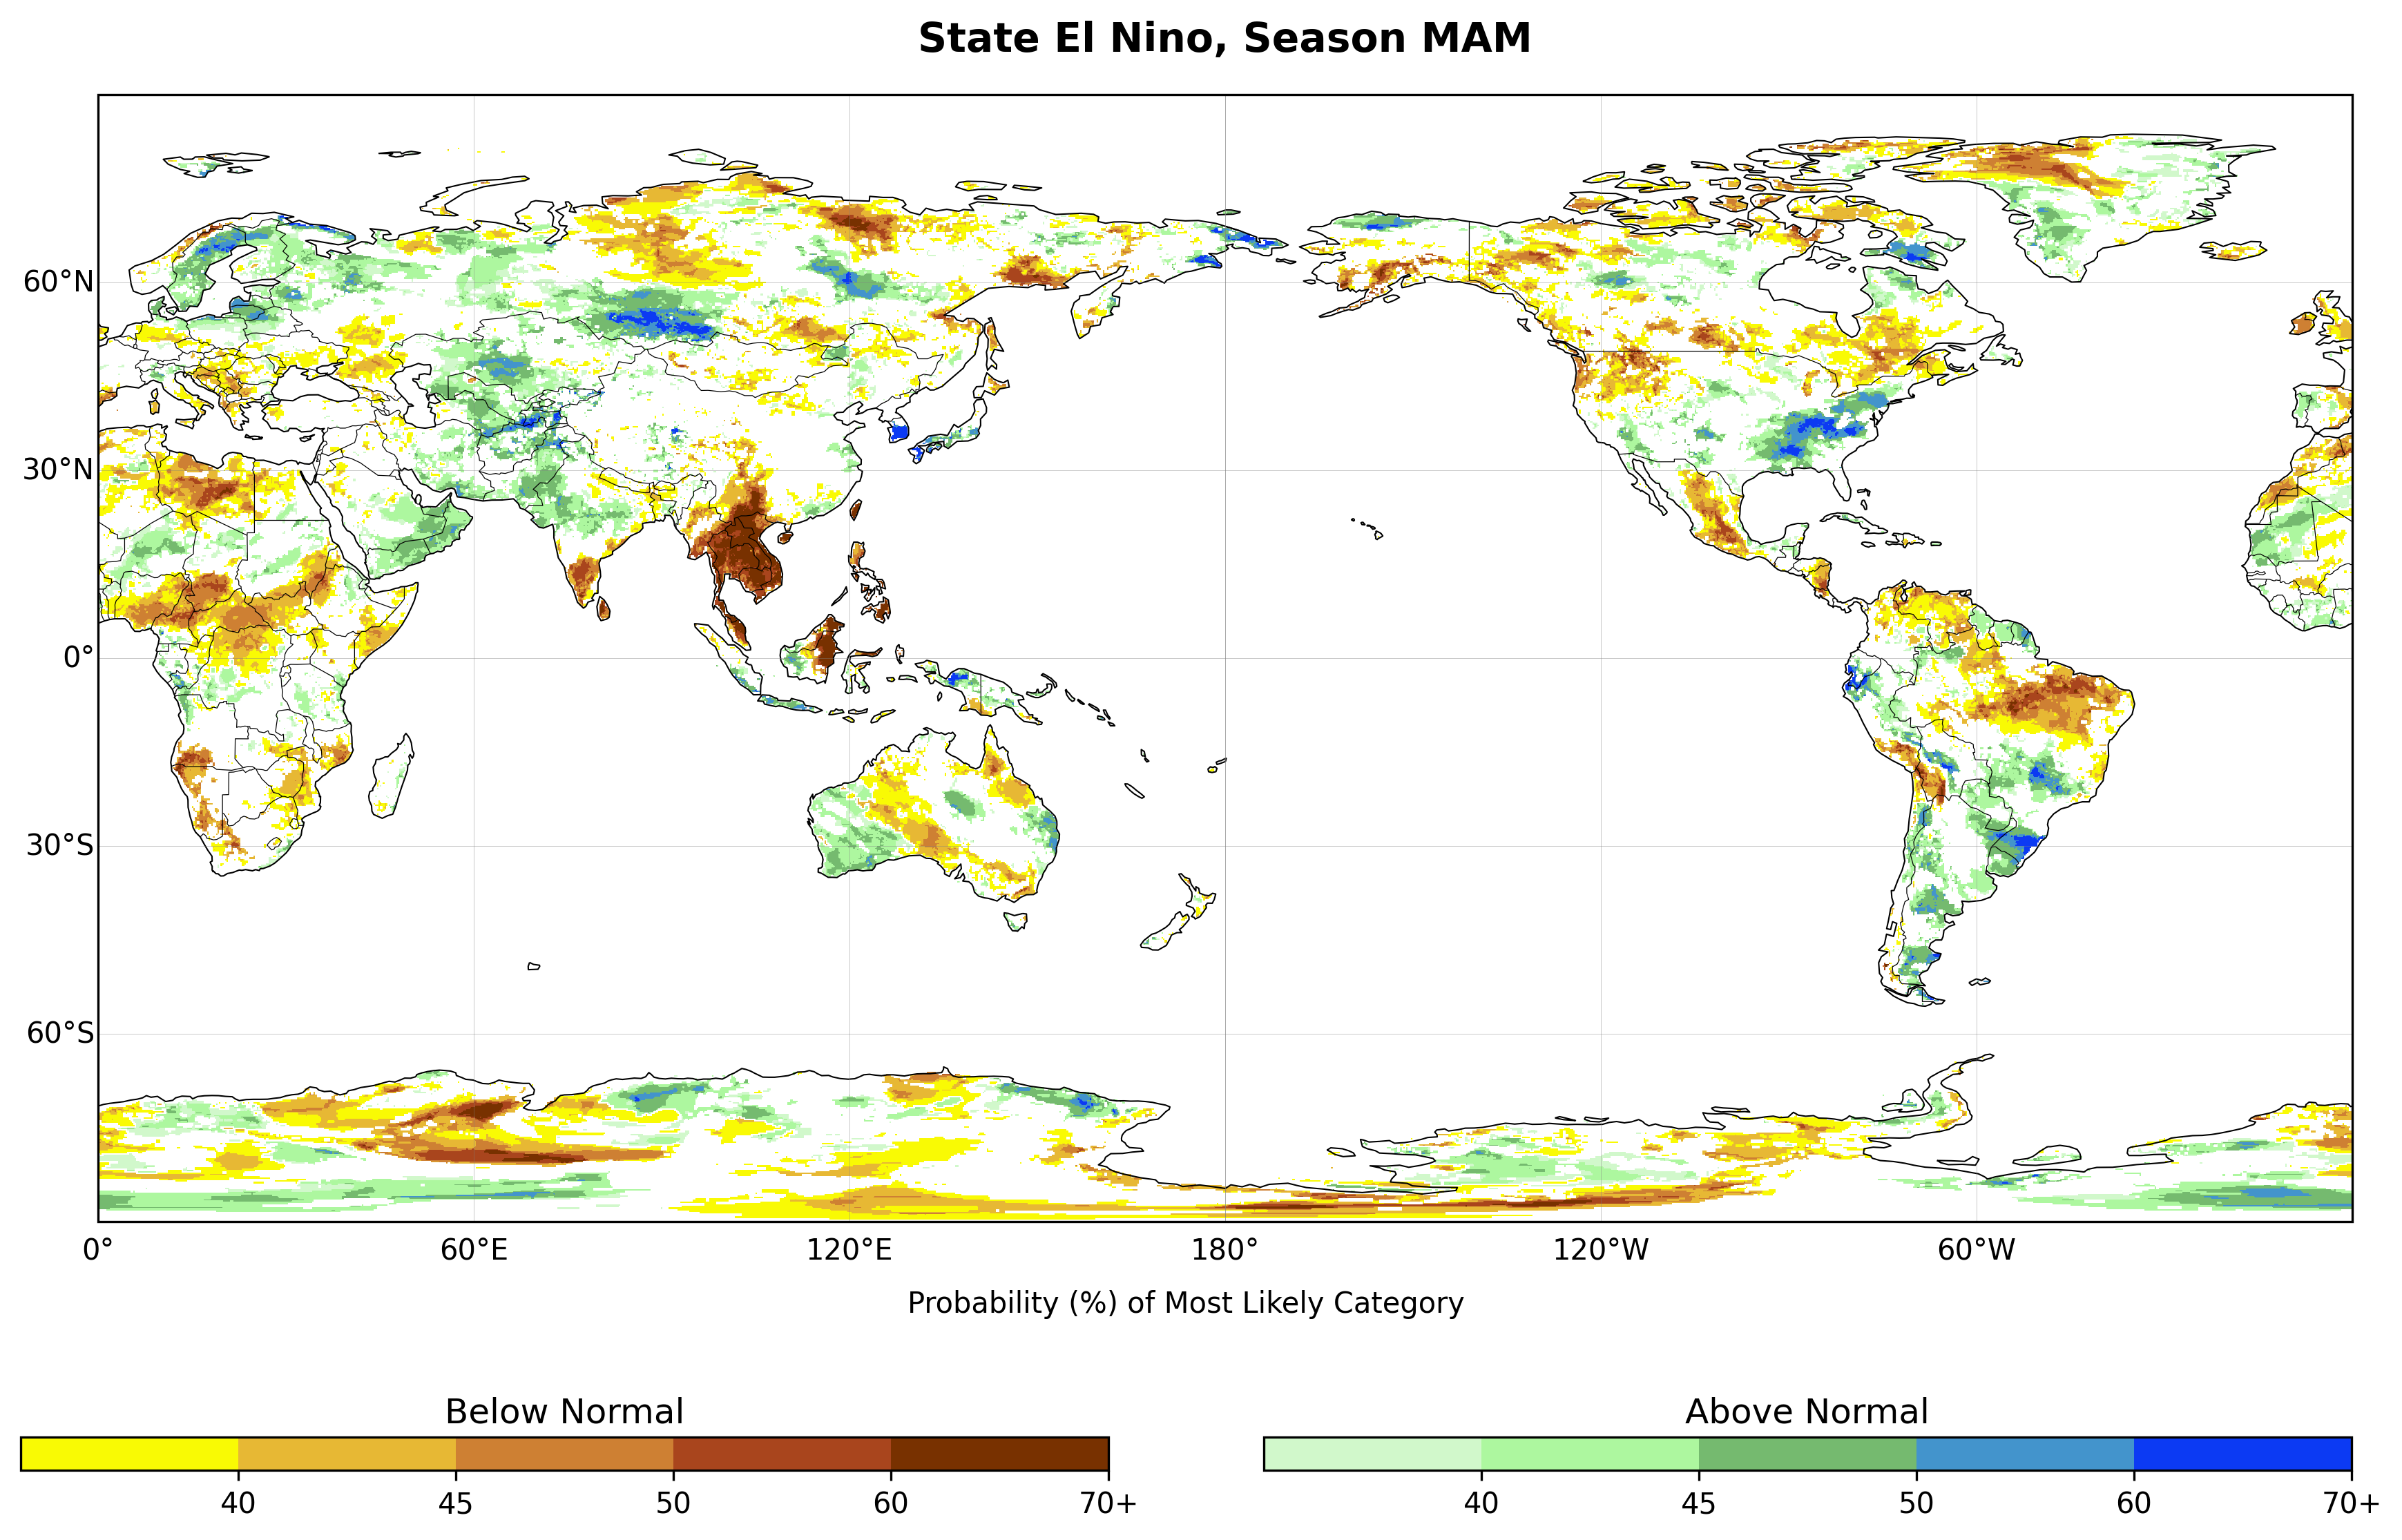 State El Nino, Season MAM
60°N
30°N
0°
30°S
60°S
0° 60°E 120°E 180° 120°W 60°W
Probability (%) of Most Likely Category
Below Normal Above Normal
40 45 50 60 70+ 40 45 50 60 70+